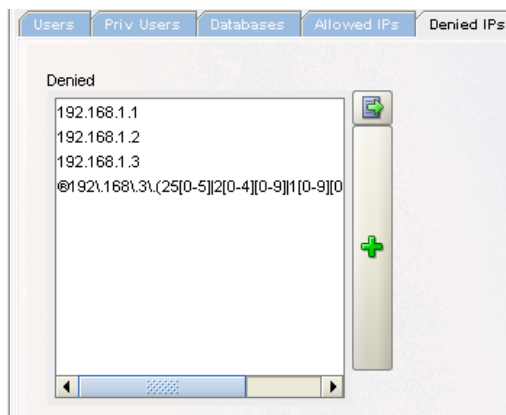 Users Priv Users Databases Allowed IPs Denied IPs
Denied
192.168.1.1
192.168.1.2
192.168.1.3
®192\.168\.3\.(25[0-5]|2[0-4][0-9]|1[0-9][0